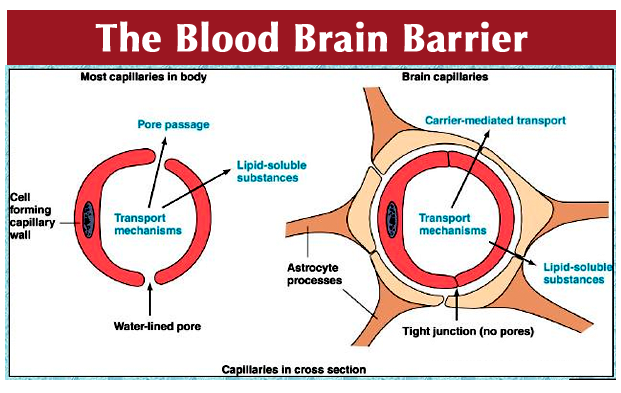 The Blood Brain Barrier
Most capillaries in body
Brain capillaries
Pore passage
Carrier-mediated transport
Lipid-soluble
substances
Cell
forming
capillary
wall
Transport
mechanisms
Transport
mechanisms
Astrocyte
processes
Lipid-soluble
substances
Water-lined pore
Tight junction (no pores)
Capillaries in cross section